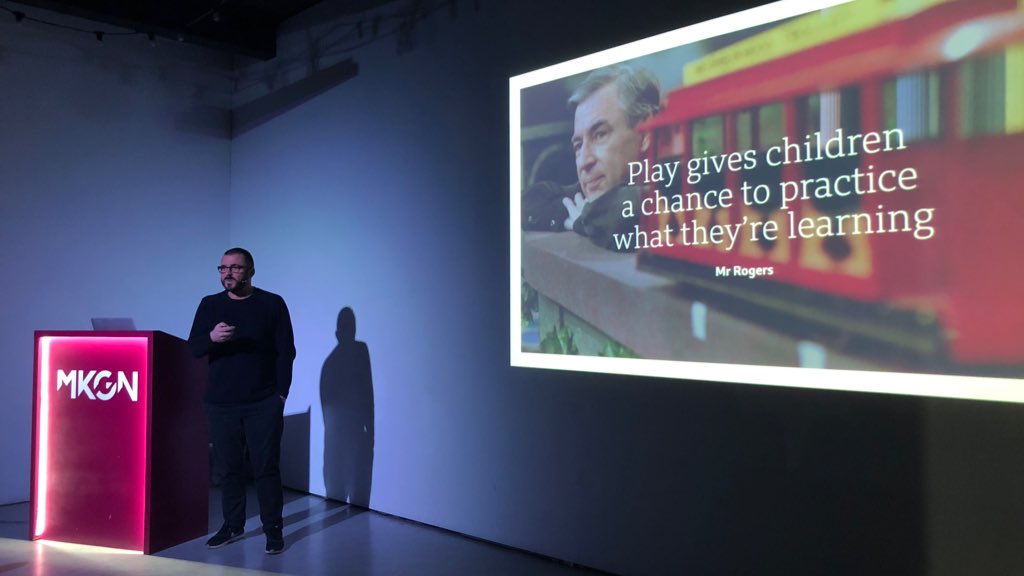 MKGN
Play gives children
a chance to practice
what they're learning
Mr Rogers